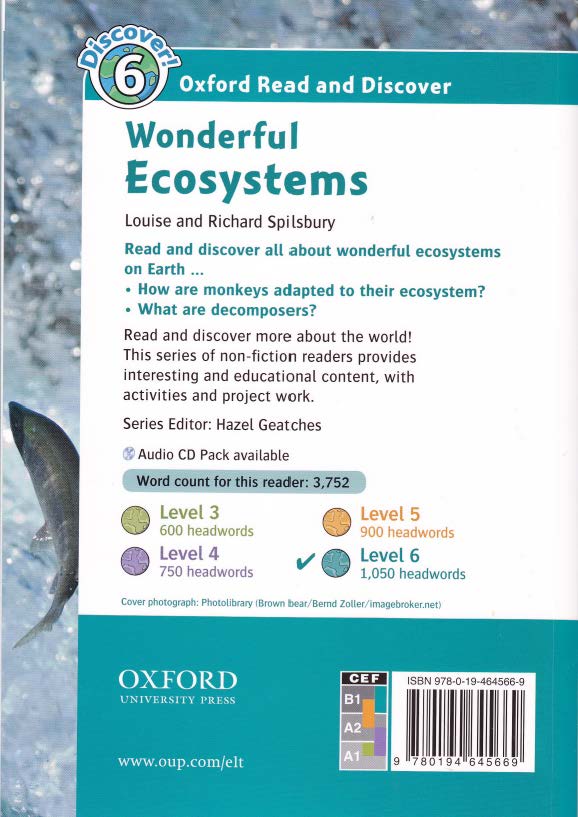 Discover!
6
Oxford Read and Discover
Wonderful
Ecosystems
Louise and Richard Spilsbury
Read and discover all about wonderful ecosystems
on Earth ...
• How are monkeys adapted to their ecosystem?
• What are decomposers?
Read and discover more about the world!
This series of non-fiction readers provides
interesting and educational content, with
activities and project work.
Series Editor: Hazel Geatches
Audio CD Pack available
Word count for this reader: 3,752
Level 3
600 headwords
Level 4
750 headwords
Level 5
900 headwords
✔ Level 6
1,050 headwords
Cover photograph: Photolibrary (Brown bear/Bernd Zoller/imagebroker.net)
OXFORD
UNIVERSITY PRESS
www.oup.com/elt
CEF
B1
A2
A1
ISBN 978-0-19-464566-9
9 780194 645669